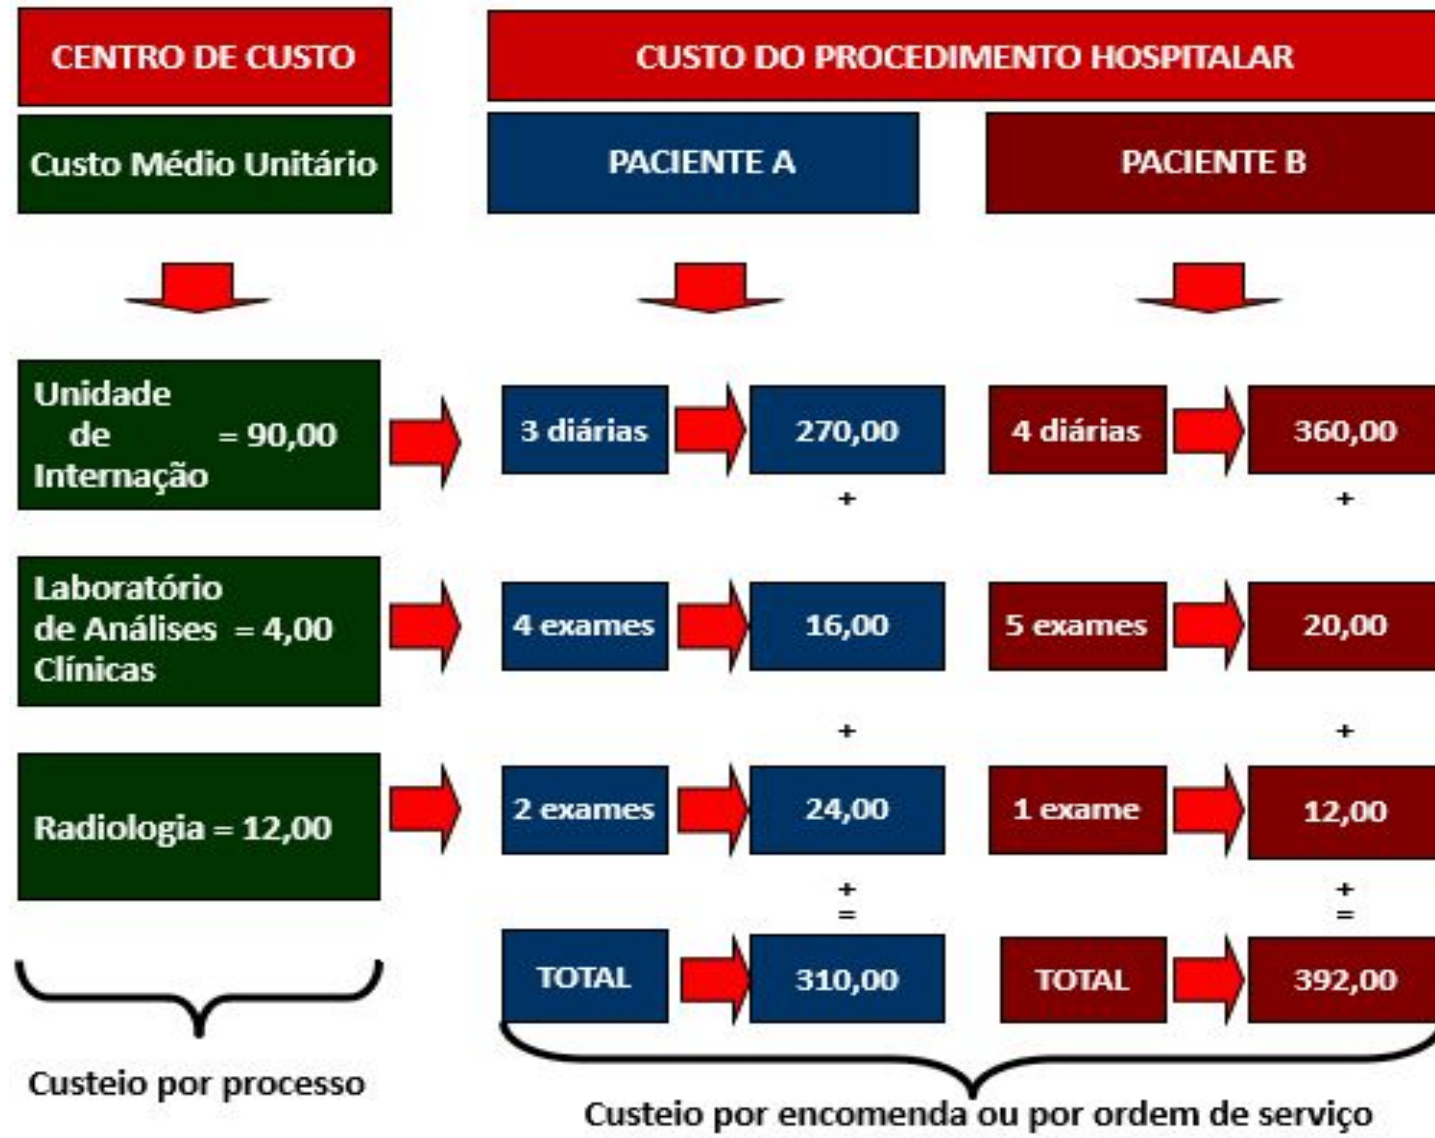 CENTRO DE CUSTO
CUSTO DO PROCEDIMENTO HOSPITALAR
Custo Médio Unitário
PACIENTE A
PACIENTE B
Unidade
de = 90,00
Internação
3 diárias
270,00
4 diárias
360,00
+
+
Laboratório
de Análises = 4,00
Clínicas
4 exames
16,00
5 exames
20,00
+
+
Radiologia = 12,00
2 exames
24,00
1 exame
12,00
+
+
=
=
TOTAL
310,00
TOTAL
392,00
Custeio por processo
Custeio por encomenda ou por ordem de serviço